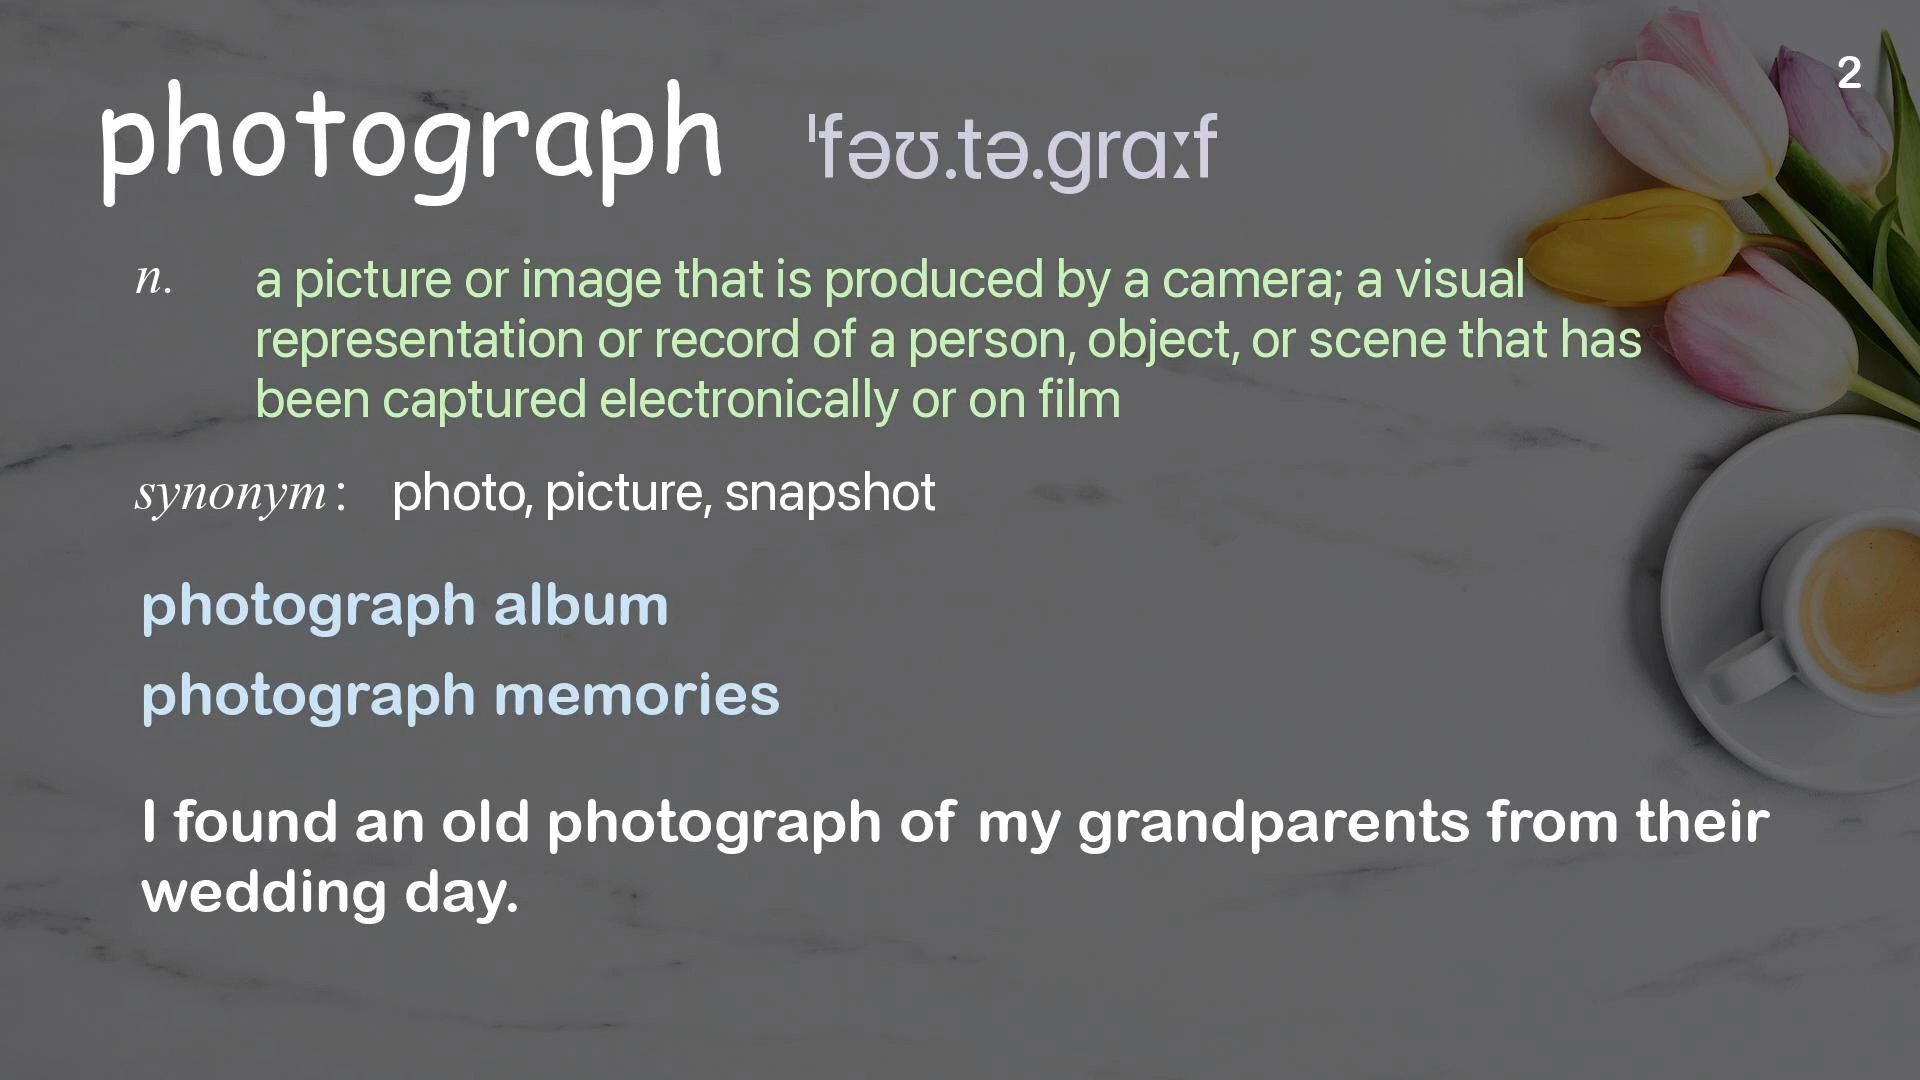 2
photograph ˈfəʊ.tə.ɡrɑːf
n. a picture or image that is produced by a camera; a visual
representation or record of a person, object, or scene that has
been captured electronically or on film
synonym: photo, picture, snapshot
photograph album
photograph memories
I found an old photograph of my grandparents from their
wedding day.